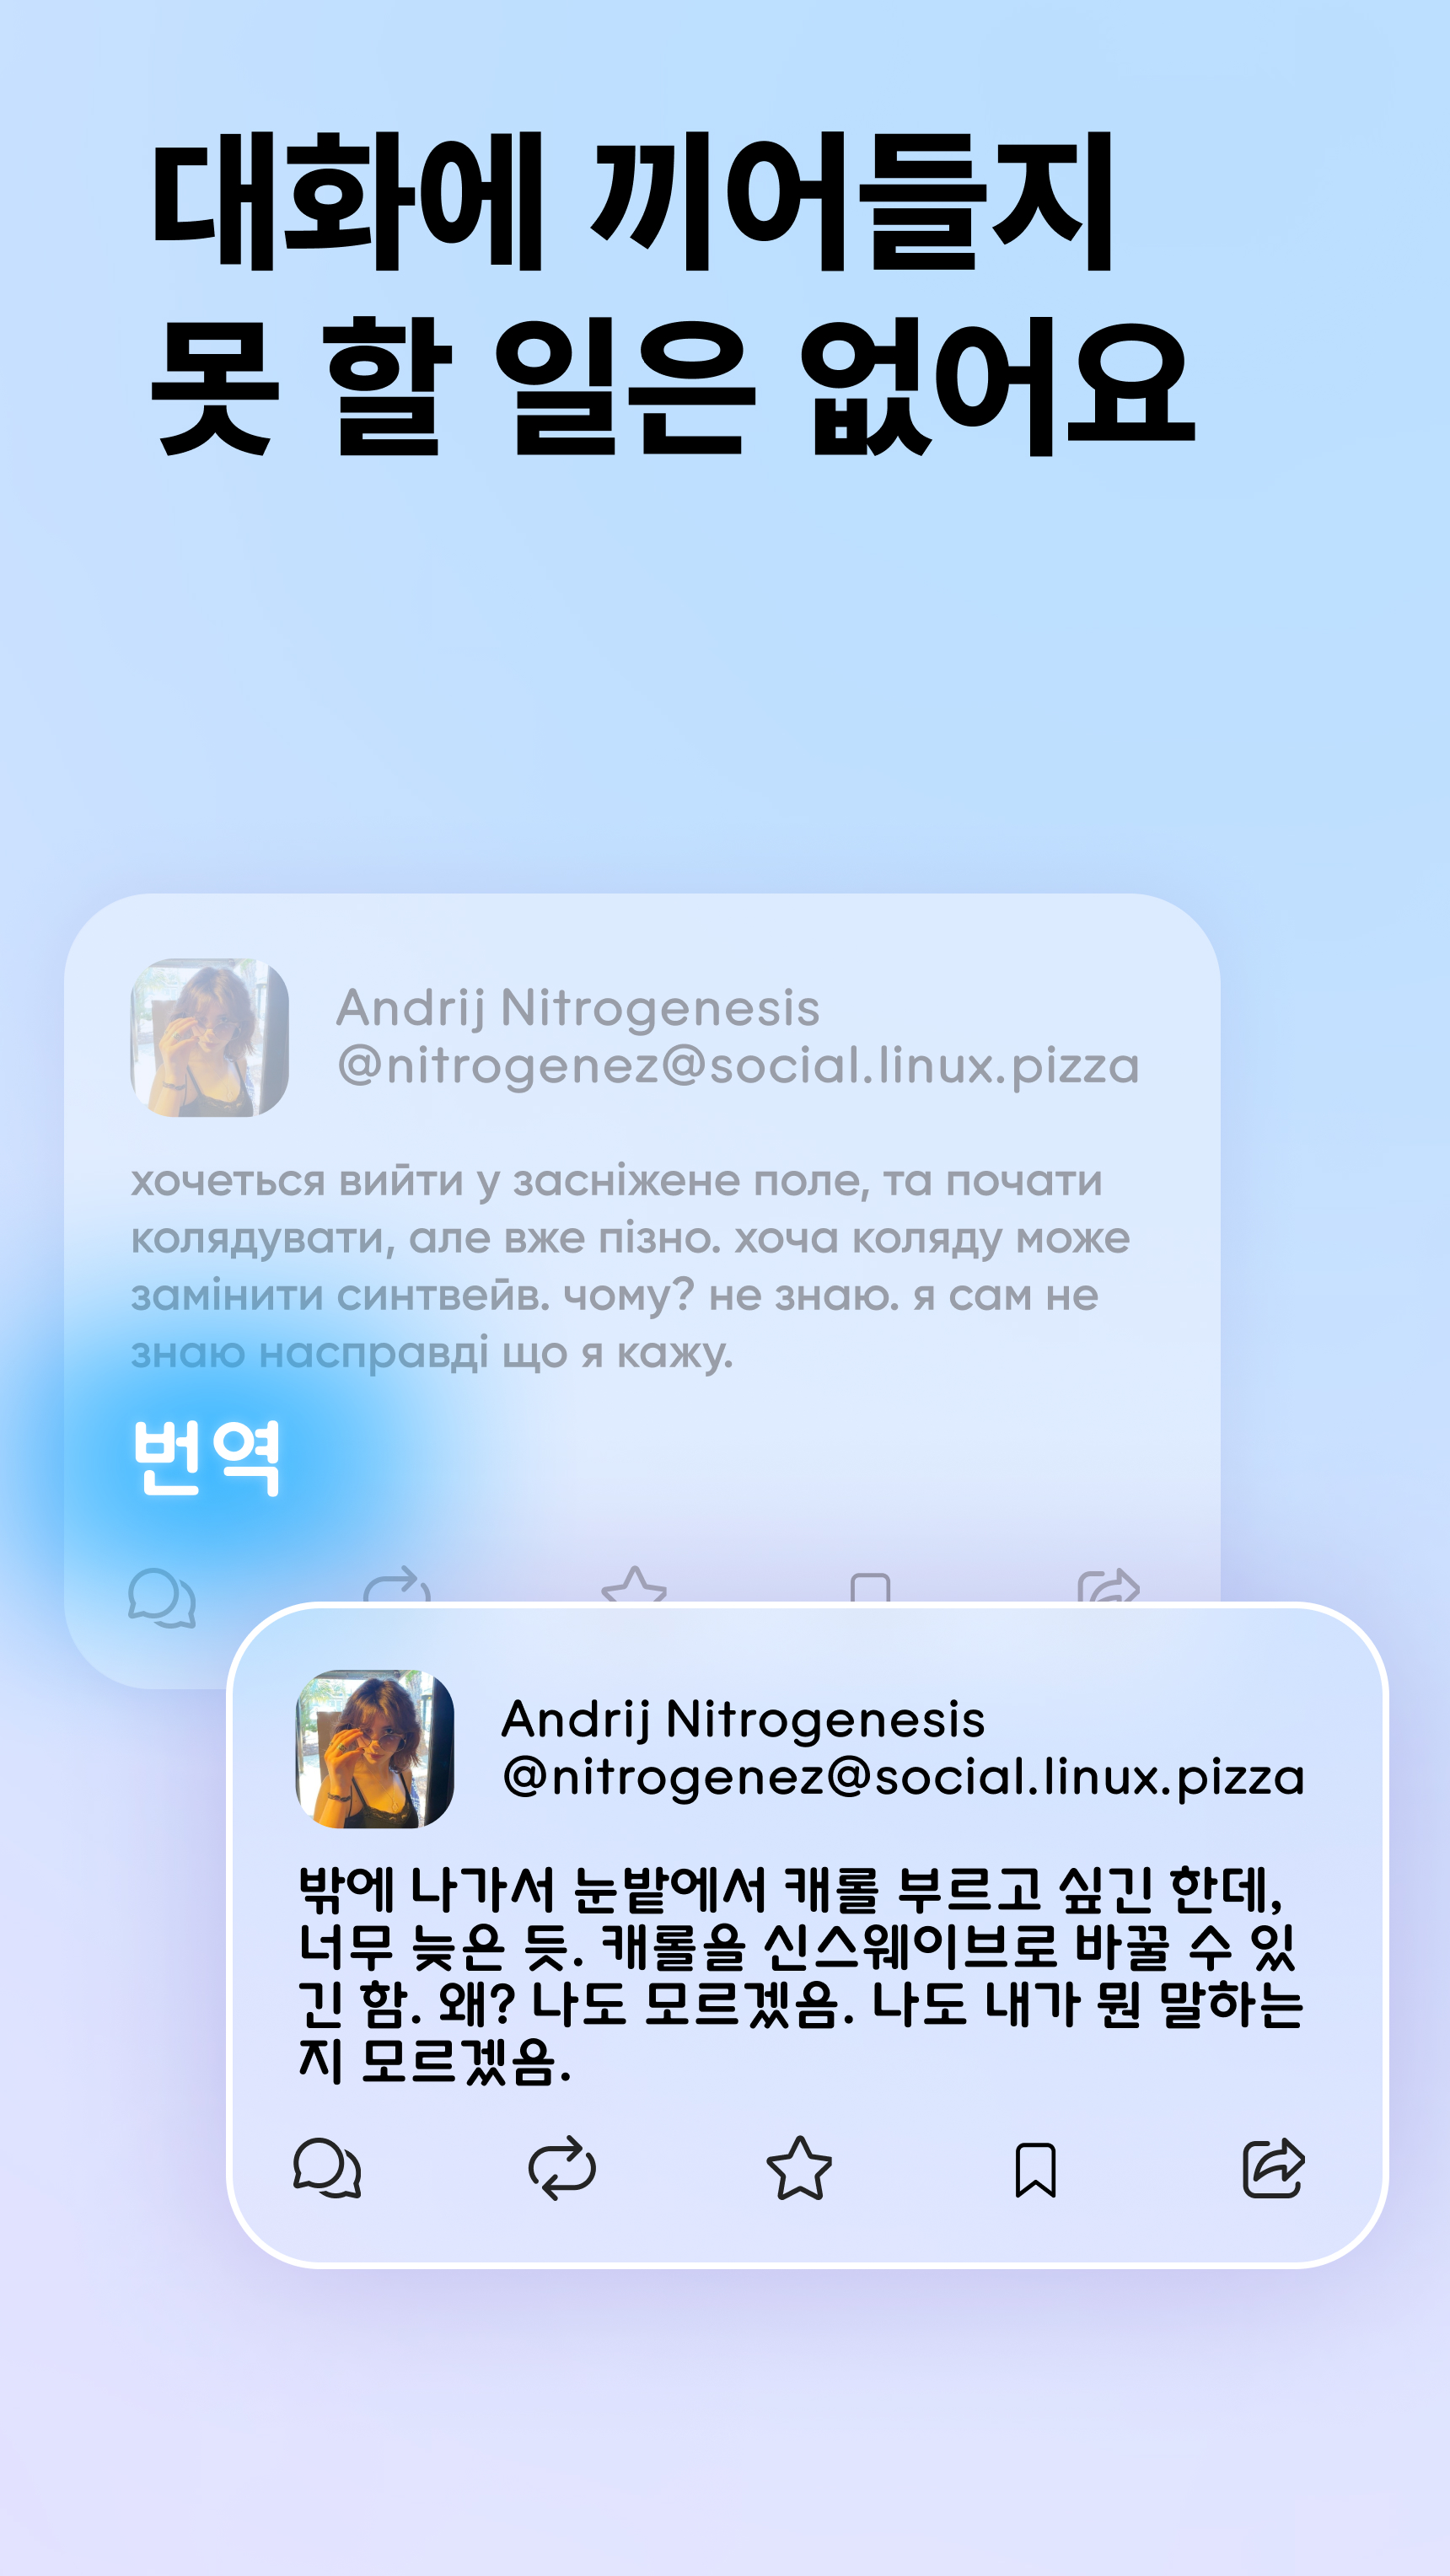 대화에 끼어들지
못 할 일은 없어요
Andrij Nitrogenesis
@nitrogenez@social.linux.pizza
хочеться вийти у засніжене поле, та почати
колядувати, але вже пізно. хоча коляду може
замінити синтвейв. чому? не знаю. я сам не
знаю насправді що я кажу.
번역
Andrij Nitrogenesis
@nitrogenez@social.linux.pizza
밖에 나가서 눈밭에서 캐롤 부르고 싶긴 한데,
너무 늦은 듯. 캐롤을 신스웨이브로 바꿀 수 있
긴 함. 왜? 나도 모르겠음. 나도 내가 뭔 말하는
지 모르겠음.